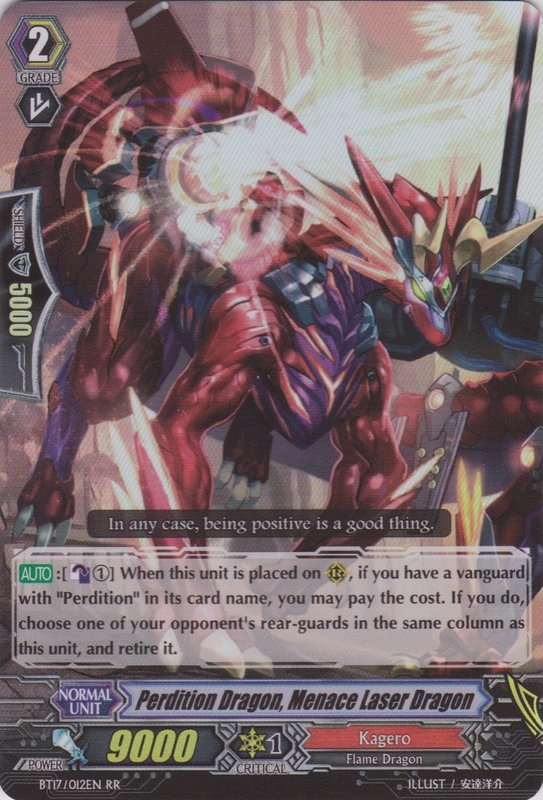 2
GRADE
SHIELD
5000
In any case, being positive is a good thing.
AUTO :[ ①] When this unit is placed on R, if you have a vanguard
with "Perdition" in its card name, you may pay the cost. If you do,
choose one of your opponent's rear-guards in the same column as
this unit, and retire it.
NORMAL
UNIT
Perdition Dragon, Menace Laser Dragon
POWER
9000
1
CRITICAL
Kagero
Flame Dragon
BT17/012EN RR
ILLUST / 安達洋介